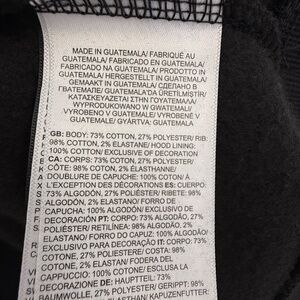 MADE IN GUATEMALA/ FABRIQUÉ AU
GUATEMALA/ FABRICADO EN GUATEMALA/
FABRICADO NA GUATEMALA/ PRODOTTO IN
GUATEMALA/ HERGESTELLT IN GUATEMALA/
GEMAAKT IN GUATEMALA/ СДЕЛАНО В
ГВАТЕМАЛЕ/ GUATEMALA'DA ÜRETİLMİŞTİR/
ΚΑΤΑΣΚΕΥΑΖΕΤΑΙ ΣΤΗΝ ΓΟΥΑΤΕΜΑΛΑ/
WYPRODUKOWANO W GWATEMALI/
VYROBENO V GUATEMALE/ VYROBENÉ V
GUATEMALE/ GYÁRTVA: GUATEMALA
GB: BODY: 73% COTTON, 27% POLYESTER/ RIB:
98% COTTON, 2% ELASTANE/ HOOD LINING:
100% COTTON/ EXCLUSIVE OF DECORATION
CA: CORPS: 73% COTON, 27% POLYESTER/
CÔTE: 98% COTON, 2% ÉLASTHANNE/
DOUBLURE DE CAPUCHE: 100% COTON/ À
L'EXCEPTION DES DÉCORATIONS ES: CUERPO:
73% ALGODÓN, 27% POLIÉSTER/ RIBETE: 98%
ALGODÓN, 2% ELASTANO/ FORRO DE
CAPUCHA: 100% ALGODÓN/ EXCLUSIVO DE
DECORACIÓN PT: CORPO: 73% ALGODÃO, 27%
POLIÉSTER/ RETILÍNEA: 98% ALGODÃO, 2%
ELASTANO/ FORRO DO CAPUZ: 100% ALGODÃO/
EXCLUSIVO PARA DECORAÇÃO IT: CORPO: 73%
COTONE, 27% POLIESTERE/ COSTA: 98%
COTONE, 2% ELASTAN/ FODERA DEL
CAPPUCCIO: 100% COTONE/ ESCLUSA LA
DECORAZIONE DE: HAUPTTEIL: 73%
BAUMWOLLE, 27% POLYESTER/ GERIPPT: 98%